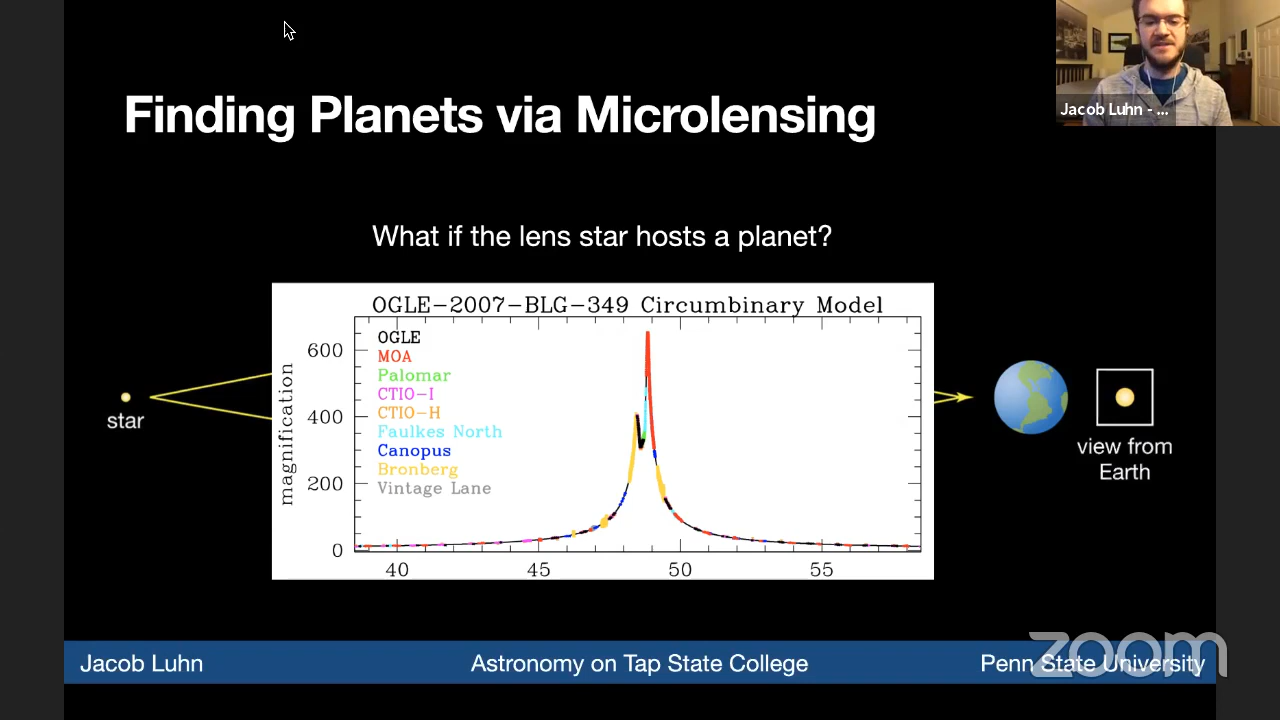 Jacob Luhn - ...
Finding Planets via Microlensing
What if the lens star hosts a planet?
OGLE-2007-BLG-349 Circumbinary Model
magnification
600
400
200
0
OGLE
MOA
Palomar
CTIO-I
CTIO-H
Faulkes North
Canopus
Bronberg
Vintage Lane
40 45 50 55
star
view from
Earth
zoom
Jacob Luhn Astronomy on Tap State College Penn State University